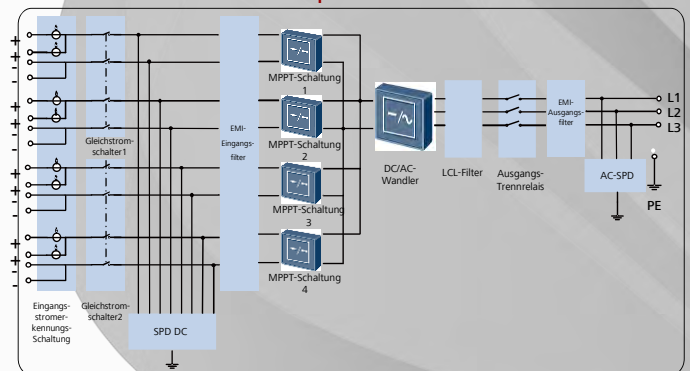 +
+
-
-
+
+
-
-
+
+
-
-
+
+
-
-
Gleichstrom-
schalter1
Eingangs-
stromer-
kennungs-
Schaltung
Gleichstrom-
schalter2
SPD DC
EMI-
Eingangs-
filter
MPPT-Schaltung
1
MPPT-Schaltung
2
MPPT-Schaltung
3
MPPT-Schaltung
4
DC/AC-
Wandler
LCL-Filter
Ausgangs-
Trennrelais
EMI-
Ausgangs-
filter
L1
L2
L3
AC-SPD
PE